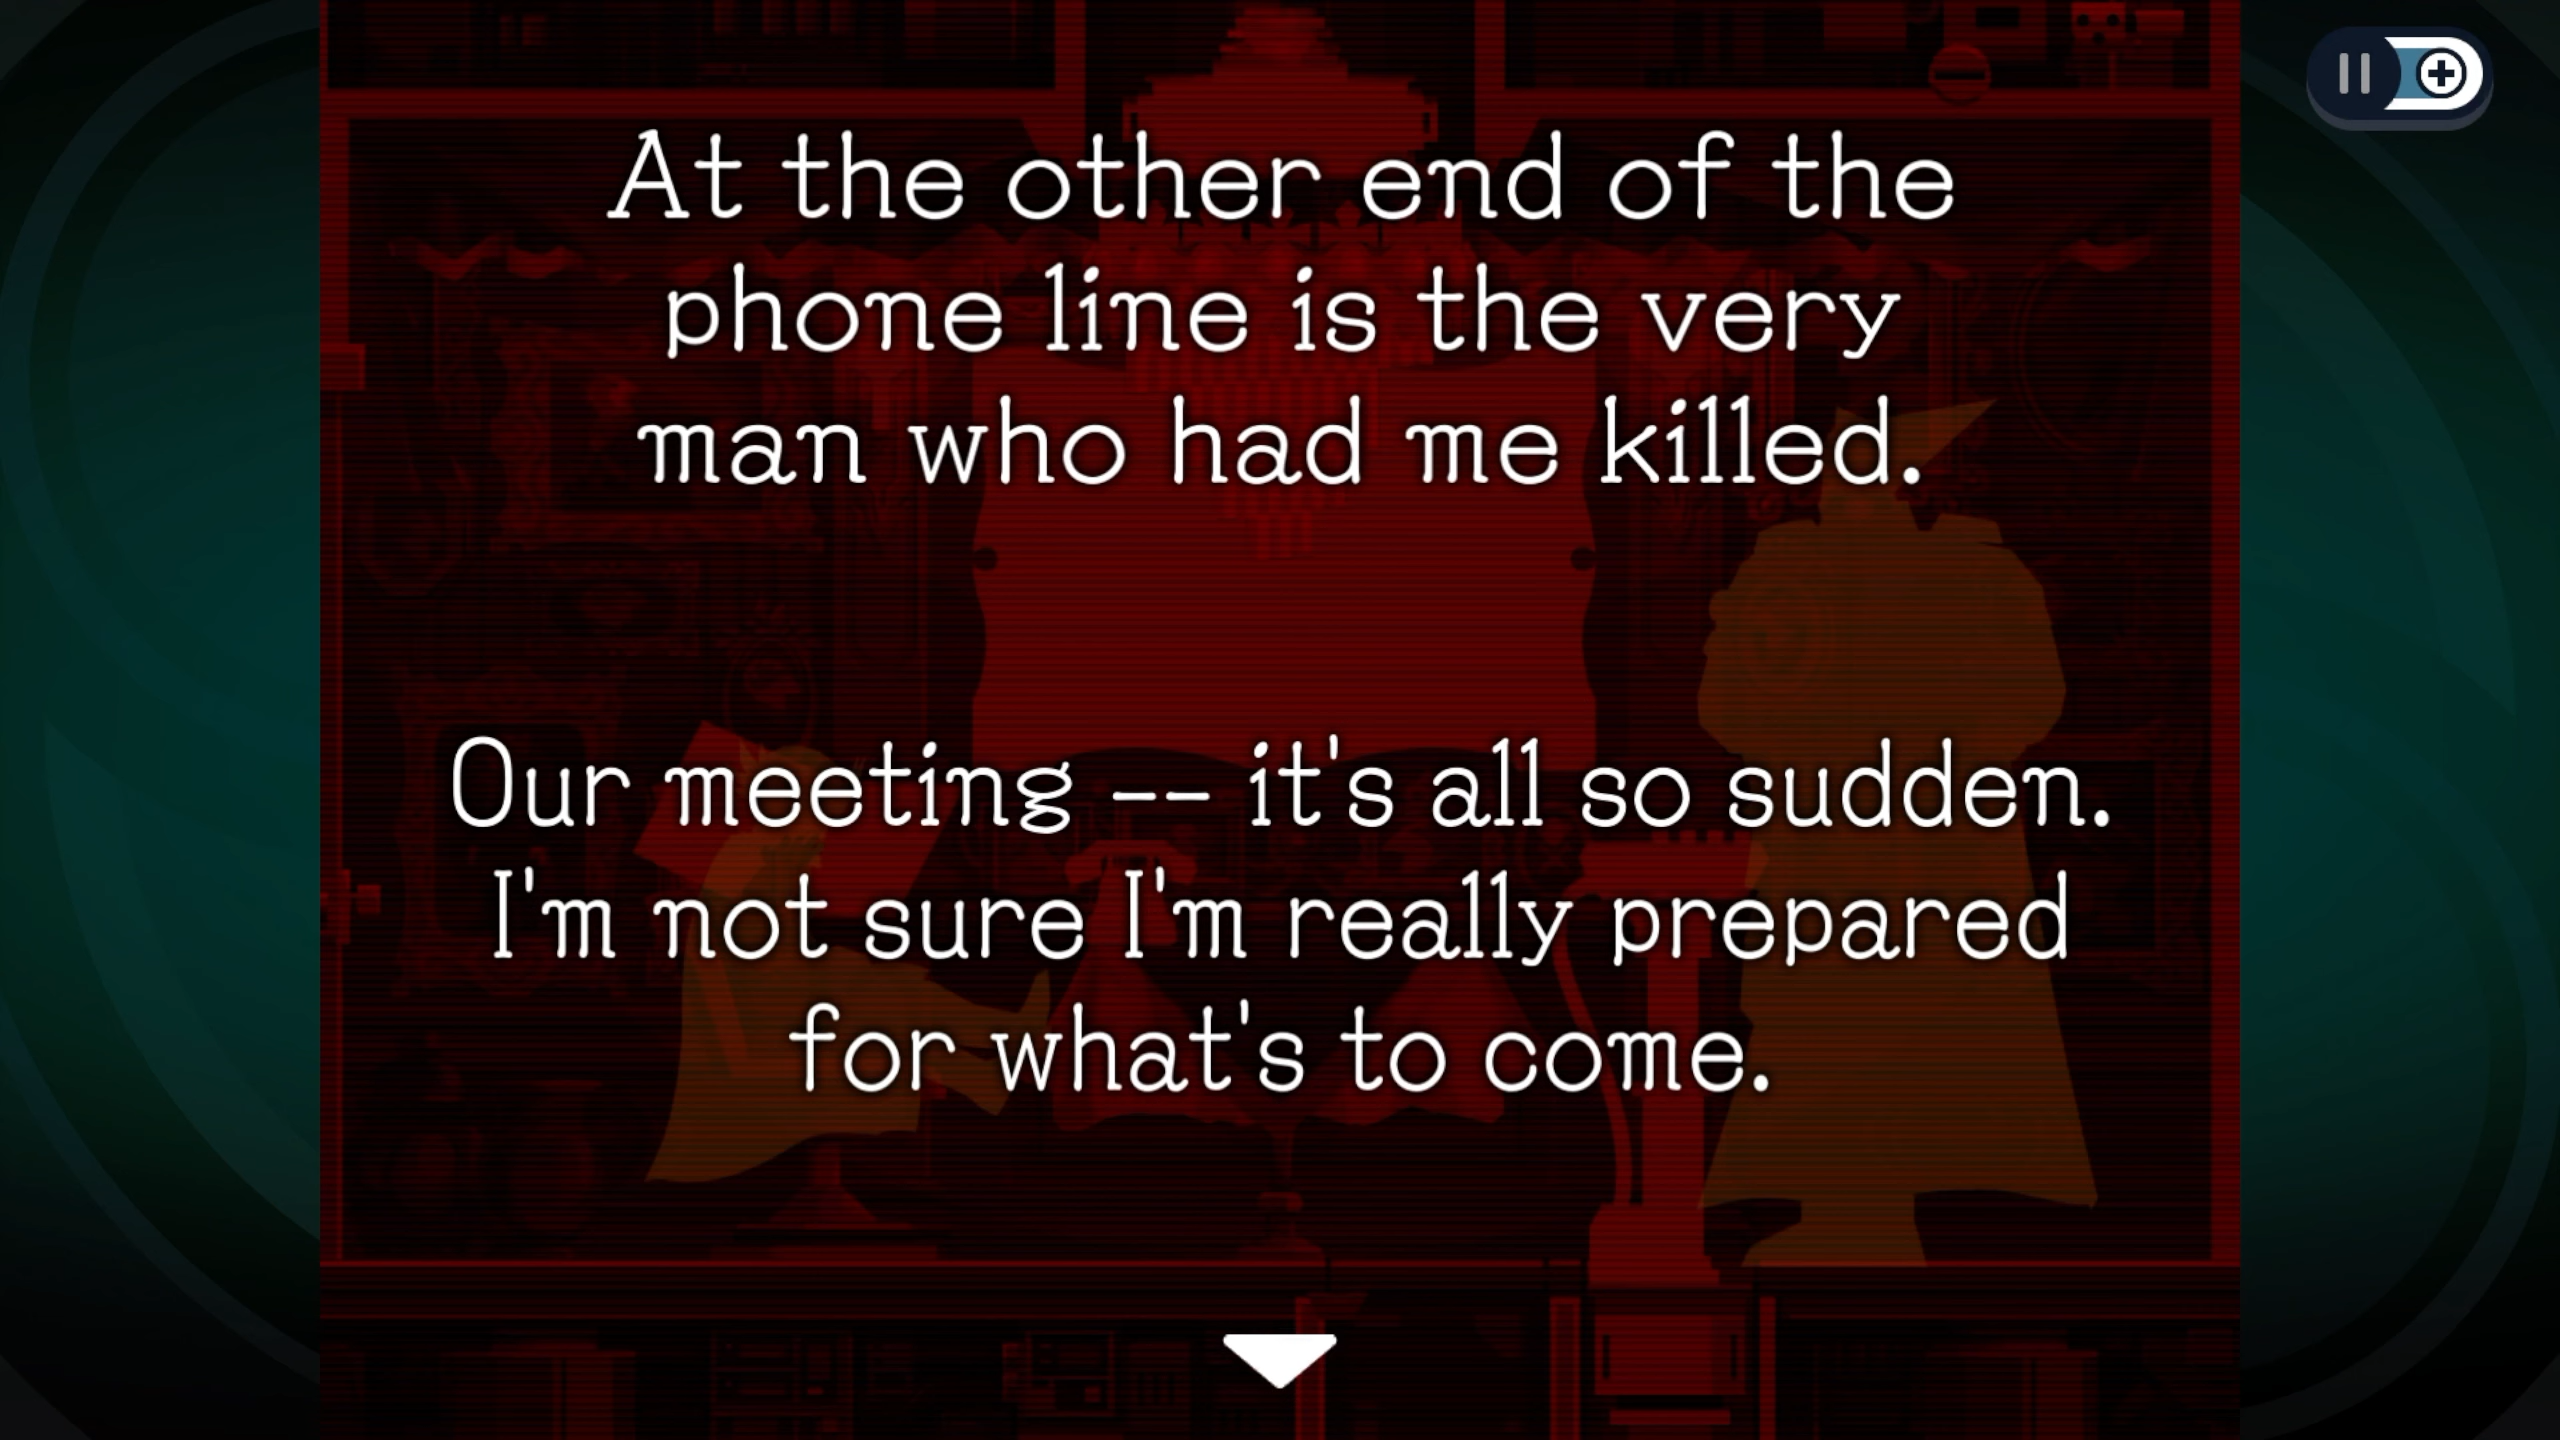 At the other end of the
phone line is the very
man who had me killed.
Our meeting -- it's all so sudden.
I'm not sure I'm really prepared
for what's to come.